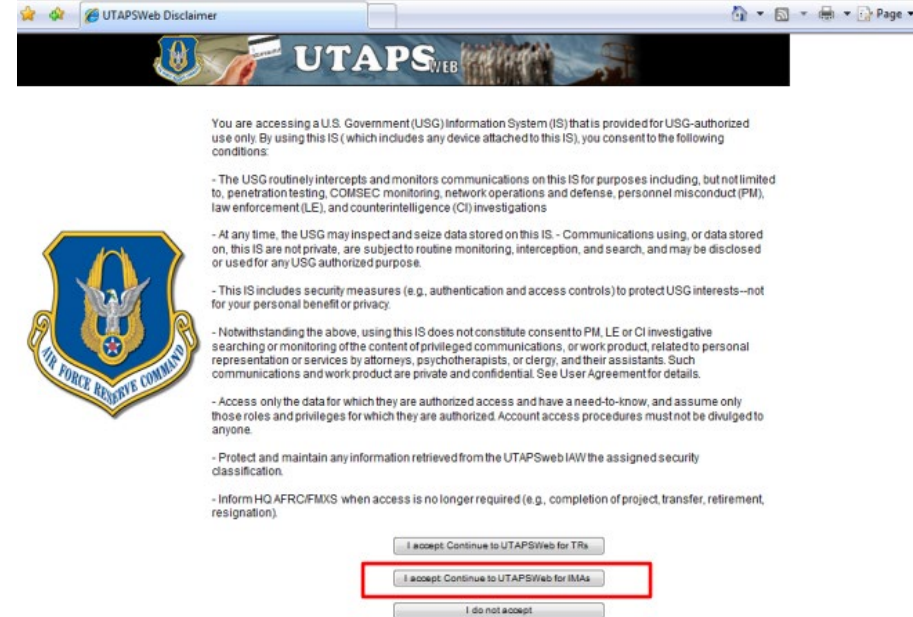 UTAPSWeb Disclaimer
Page
UTAPS WEB
You are accessing a U.S. Government (USG) Information System (IS) that is provided for USG-authorized
use only. By using this IS ( which includes any device attached to this IS), you consent to the following
conditions:
- The USG routinely intercepts and monitors communications on this IS for purposes including, but not limited
to, penetration testing, COMSEC monitoring, network operations and defense, personnel misconduct (PM),
law enforcement (LE), and counterintelligence (CI) investigations
- At any time, the USG may inspect and seize data stored on this IS. - Communications using, or data stored
on, this IS are not private, are subject to routine monitoring, interception, and search, and may be disclosed
or used for any USG authorized purpose.
- This IS includes security measures (e.g., authentication and access controls) to protect USG interests--not
for your personal benefit or privacy.
- Notwithstanding the above, using this IS does not constitute consent to PM, LE or CI investigative
searching or monitoring of the content of privileged communications, or work product, related to personal
representation or services by attorneys, psychotherapists, or clergy, and their assistants. Such
communications and work product are private and confidential. See User Agreement for details.
AIR FORCE RESERVE COMMAND
- Access only the data for which they are authorized access and have a need-to-know, and assume only
those roles and privileges for which they are authorized. Account access procedures must not be divulged to
anyone.
- Protect and maintain any information retrieved from the UTAPSweb IAW the assigned security
classification.
- Inform HQ AFRC/FMXS when access is no longer required (e.g., completion of project, transfer, retirement,
resignation).
I accept: Continue to UTAPSWeb for TRs
I accept: Continue to UTAPSWeb for IMAs
I do not accept